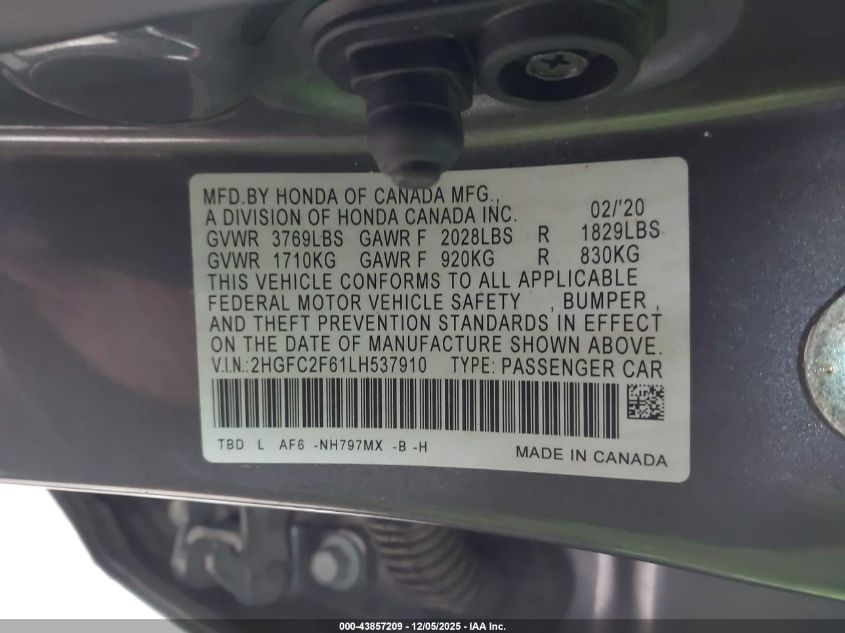 MFD.BY HONDA OF CANADA MFG.,
A DIVISION OF HONDA CANADA INC. 02/'20
GVWR 3769LBS GAWR F 2028LBS R 1829LBS
GVWR 1710KG GAWR F 920KG R 830KG
THIS VEHICLE CONFORMS TO ALL APPLICABLE
FEDERAL MOTOR VEHICLE SAFETY , BUMPER ,
AND THEFT PREVENTION STANDARDS IN EFFECT
ON THE DATE OF MANUFACTURE SHOWN ABOVE.
V.I.N.:2HGFC2F61LH537910 TYPE: PASSENGER CAR
TBD L AF6 -NH797MX -B -H MADE IN CANADA
000-43857209 - 12/05/2025 - IAA Inc.